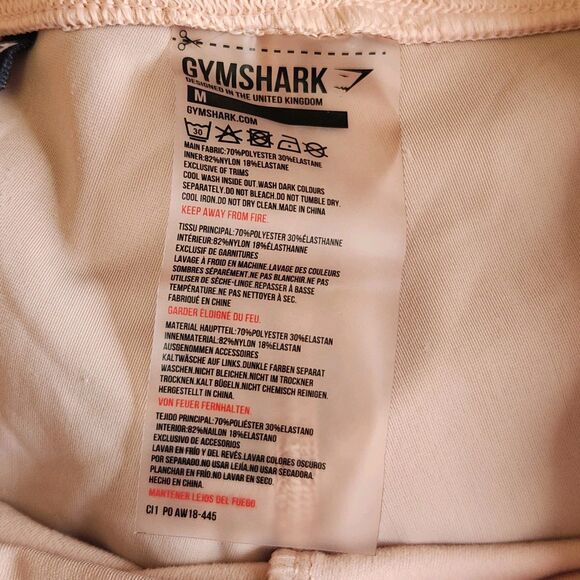 GYMSHARK
DESIGNED IN THE UNITED KINGDOM
M
GYMSHARK.COM
30
MAIN FABRIC:70%POLYESTER 30%ELASTANE
INNER:82%NYLON 18%ELASTANE
EXCLUSIVE OF TRIMS
COOL WASH INSIDE OUT.WASH DARK COLOURS
SEPARATELY.DO NOT BLEACH.DO NOT TUMBLE DRY.
COOL IRON.DO NOT DRY CLEAN.MADE IN CHINA
KEEP AWAY FROM FIRE.
TISSU PRINCIPAL:70%POLYESTER 30%ÉLASTHANNE
INTÉRIEUR:82%NYLON 18%ÉLASTHANNE
EXCLUSIF DE GARNITURES
LAVAGE À FROID EN MACHINE.LAVAGE DES COULEURS
SOMBRES SÉPARÉMENT.NE PAS BLANCHIR.NE PAS
UTILISER DE SÈCHE-LINGE.REPASSER À BASSE
TEMPÉRATURE.NE PAS NETTOYER À SEC.
FABRIQUÉ EN CHINE
GARDER ÉLOIGNÉ DU FEU.
MATERIAL HAUPTTEIL:70%POLYESTER 30%ELASTAN
INNENMATERIAL:82%NYLON 18%ELASTAN
AUSGENOMMEN ACCESSOIRES
KALTWÄSCHE AUF LINKS.DUNKLE FARBEN SEPARAT
WASCHEN.NICHT BLEICHEN.NICHT IM TROCKNER
TROCKNEN.KALT BÜGELN.NICHT CHEMISCH REINIGEN.
HERGESTELLT IN CHINA.
VON FEUER FERNHALTEN.
TEJIDO PRINCIPAL:70%POLIÉSTER 30%ELASTANO
INTERIOR:82%NAILON 18%ELASTANO
EXCLUSIVO DE ACCESORIOS
LAVAR EN FRÍO Y DEL REVÉS.LAVAR COLORES OSCUROS
POR SEPARADO.NO USAR LEJÍA.NO USAR SECADORA.
PLANCHAR EN FRÍO.NO LAVAR EN SECO.
HECHO EN CHINA.
MANTENER LEJOS DEL FUEGO
CI1 PO AW18-445